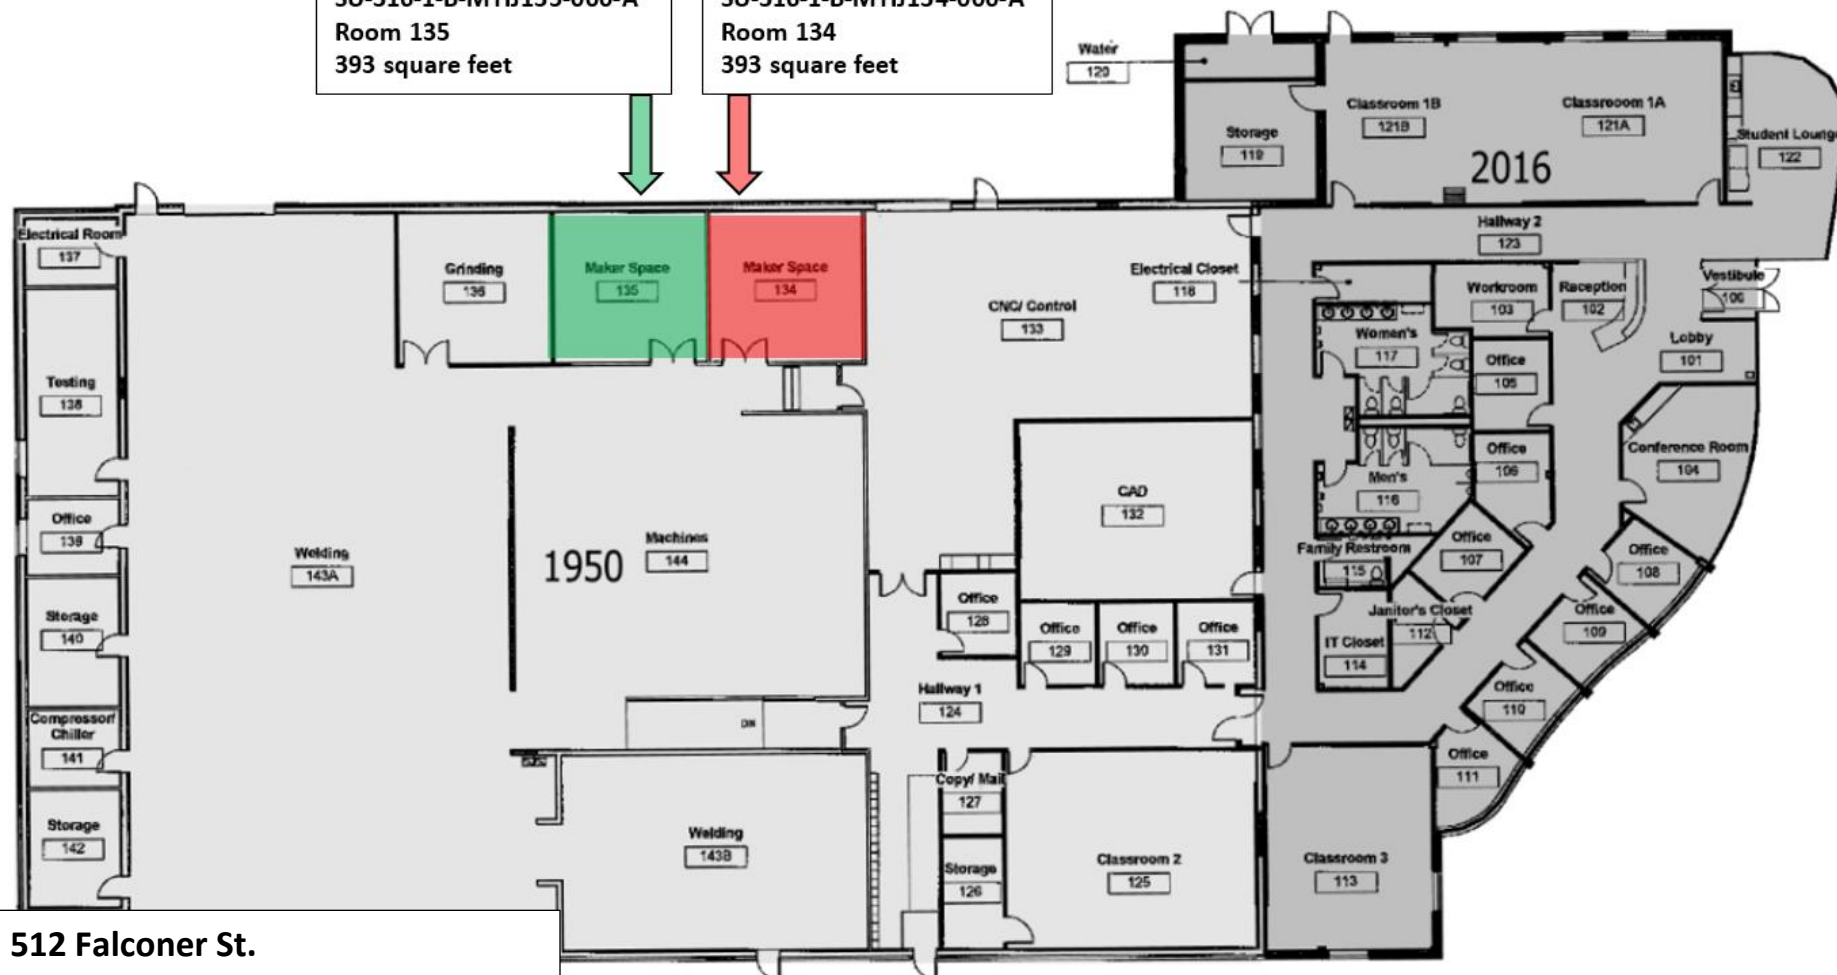 Room 135
393 square feet
Room 134
393 square feet
Water
120
Classroom 1B
121B
Classrooom 1A
121A
Storage
119
2016
Student Lounge
122
Electrical Room
137
Hallway 2
123
Grinding
136
Maker Space
135
Maker Space
134
Electrical Closet
118
CNC/ Control
133
Workroom
103
Reception
102
Vestibule
100
Women's
117
Lobby
101
Office
105
Testing
138
Conference Room
104
Office
106
Men's
116
CAD
132
Office
139
Welding
143A
1950
Machines
144
Family Restroom
115
Office
107
Office
108
Storage
140
Office
128
Office
129
Office
130
Office
131
Janitor's Closet
112
Office
109
IT Closet
114
Hallway 1
124
Office
110
Compressor/
Chiller
141
Office
111
Copy/ Mail
127
Storage
142
Welding
143B
Storage
126
Classroom 2
125
Classroom 3
113
512 Falconer St.